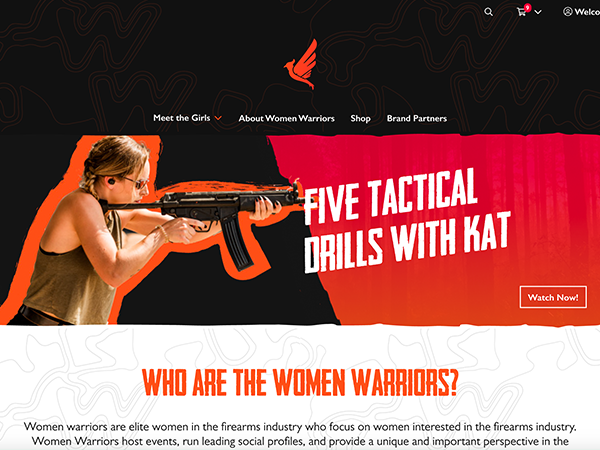 9
Welco
Meet the Girls
About Women Warriors
Shop
Brand Partners
FIVE TACTICAL
DRILLS WITH KAT
Watch Now!
WHO ARE THE WOMEN WARRIORS?
Women warriors are elite women in the firearms industry who focus on women interested in the firearms industry.
Women Warriors host events, run leading social profiles, and provide a unique and important perspective in the